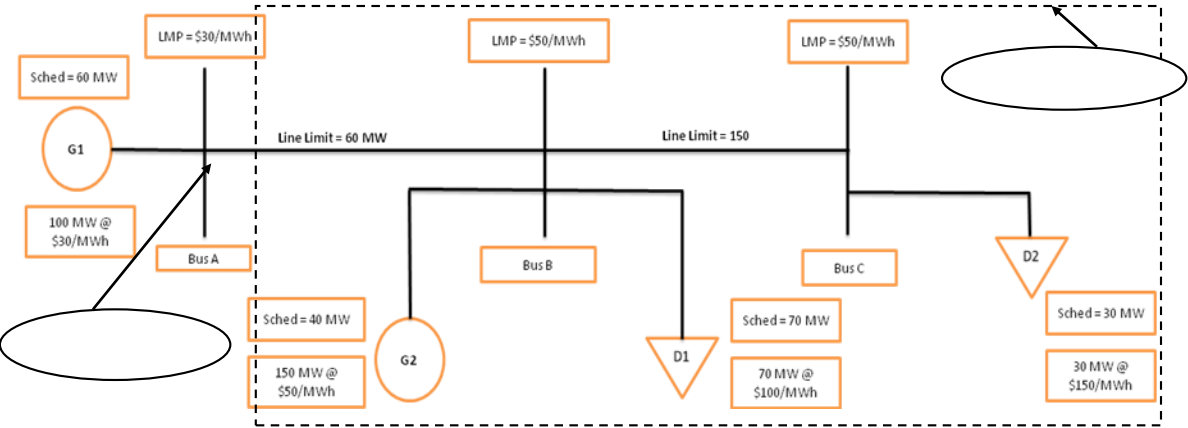 LMP = $30/MWh
LMP = $50/MWh
LMP = $50/MWh
Sched = 60 MW
G1
Line Limit = 60 MW
Line Limit = 150
100 MW @
$30/MWh
Bus A
Bus B
Bus C
D2
Sched = 40 MW
G2
150 MW @
$50/MWh
D1
Sched = 70 MW
70 MW @
$100/MWh
Sched = 30 MW
30 MW @
$150/MWh